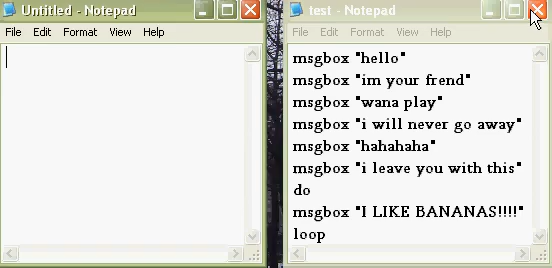 Untitled - Notepad
File Edit Format View Help
test - Notepad
File Edit Format View Help
msgbox "hello"
msgbox "im your frend"
msgbox "wana play"
msgbox "i will never go away"
msgbox "hahahaha"
msgbox "i leave you with this"
do
msgbox "I LIKE BANANAS!!!!"
loop